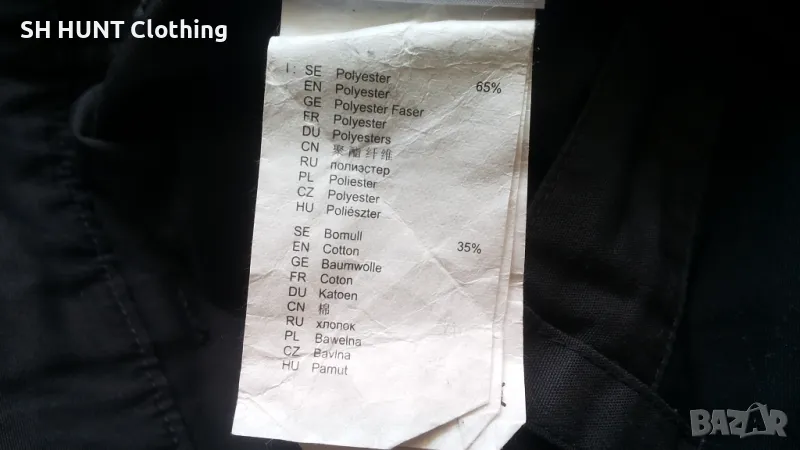 SH HUNT Clothing
I: SE Polyester 65%
EN Polyester
GE Polyester Faser
FR Polyester
DU Polyesters
CN 聚酯纤维
RU полиэстер
PL Poliester
CZ Polyester
HU Poliészter
SE Bomull 35%
EN Cotton
GE Baumwolle
FR Coton
DU Katoen
CN 棉
RU хлопок
PL Bawelna
CZ Bavlna
HU Pamut
BAZAR